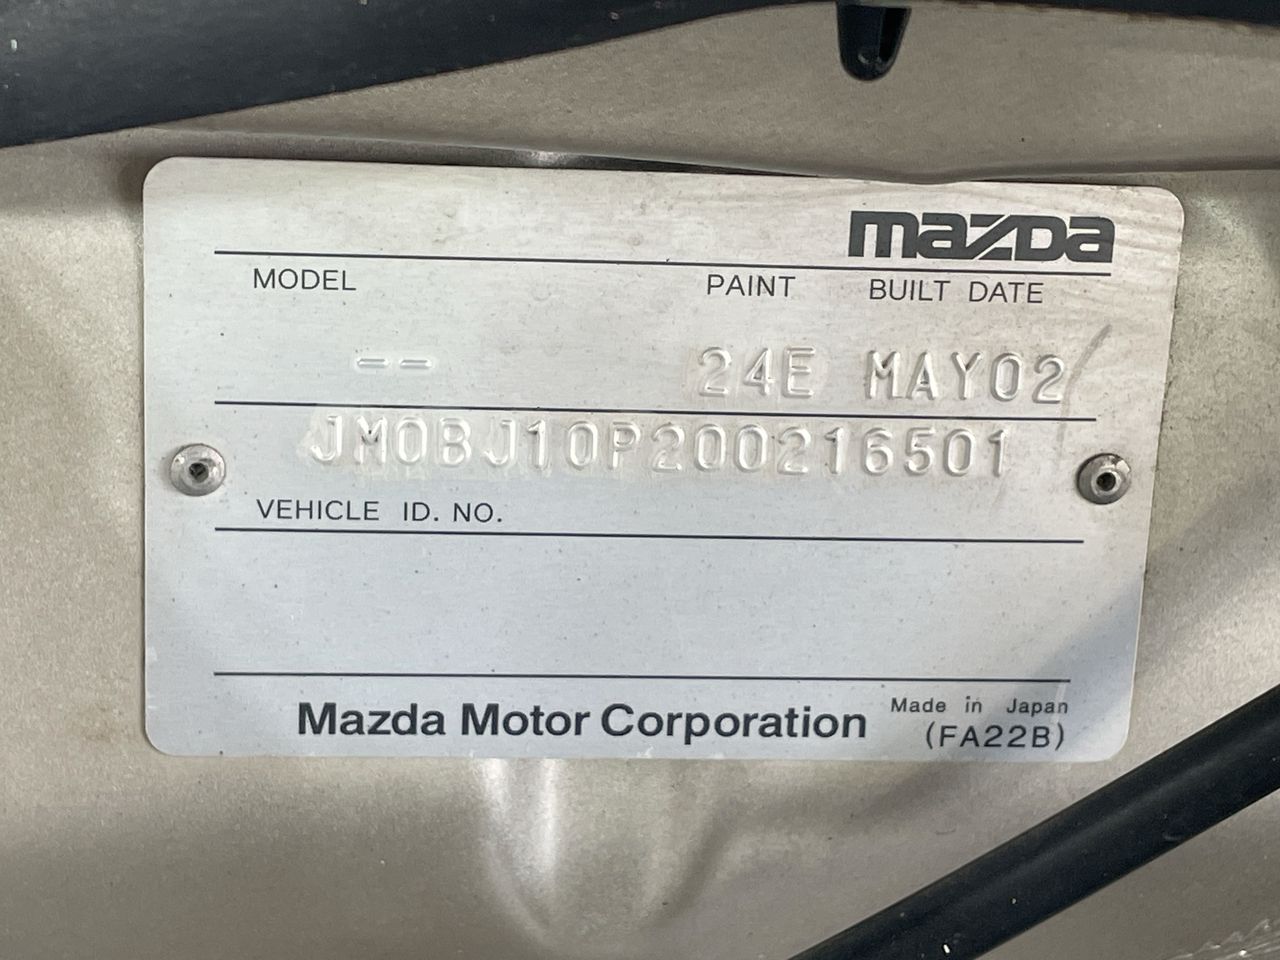 mazda
MODEL PAINT BUILT DATE
-- 24E MAY02
JM0BJ10P200216501
VEHICLE ID. NO.
Mazda Motor Corporation Made in Japan
(FA22B)